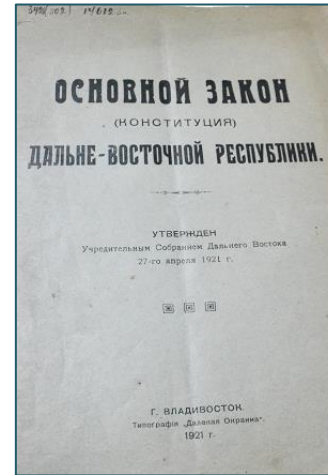 ОСНОВНОЙ ЗАКОН
(КОНСТИТУЦИЯ)
ДАЛЬНЕ-ВОСТОЧНОЙ РЕСПУБЛИКИ.
УТВЕРЖДЕН
Учредительным Собранием Дальнего Востока
27-го апреля 1921 г.
Г. ВЛАДИВОСТОК.
Типография „Далекая Окраина“.
1921 г.